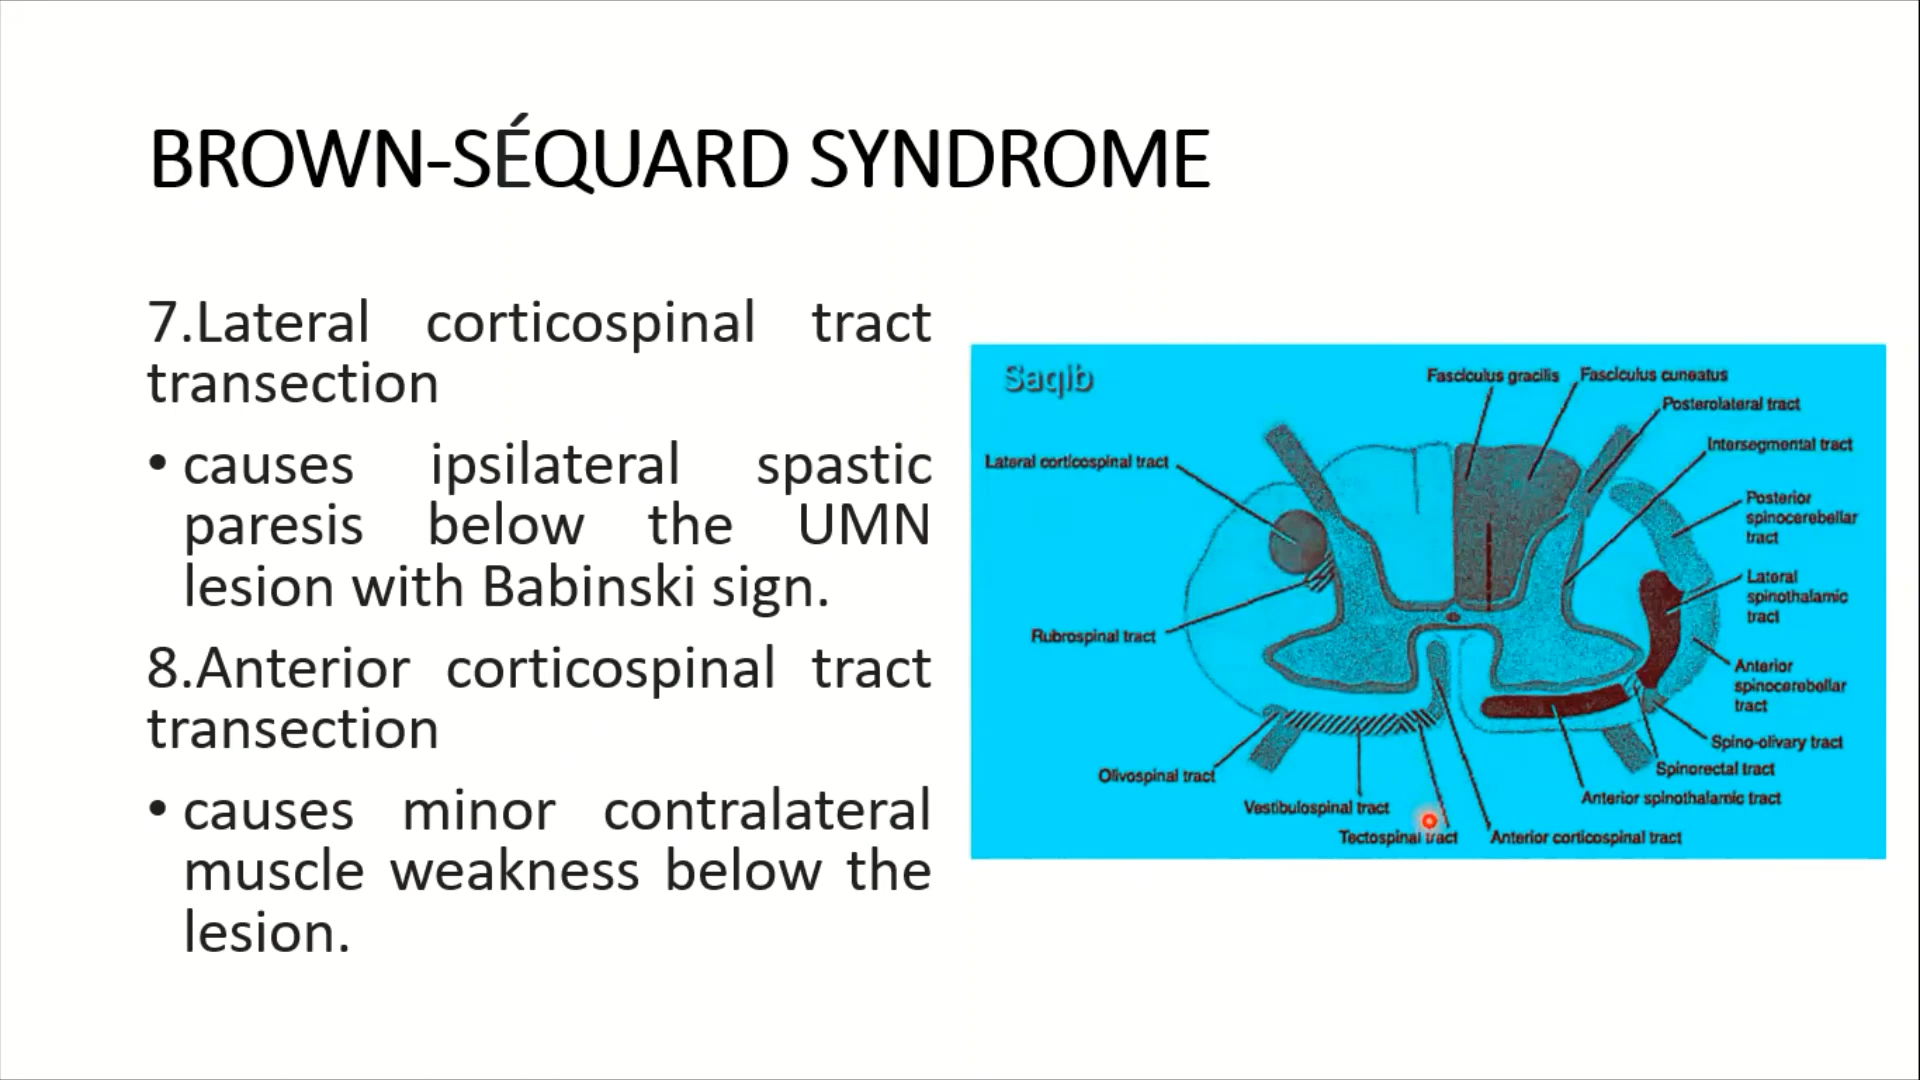 BROWN-SÉQUARD SYNDROME
7.Lateral corticospinal tract
transection
• causes ipsilateral spastic
paresis below the UMN
lesion with Babinski sign.
8.Anterior corticospinal tract
transection
• causes minor contralateral
muscle weakness below the
lesion.
Saqib
Fasciculus gracilis
Fasciculus cuneatus
Posterolateral tract
Intersegmental tract
Lateral corticospinal tract
Posterior
spinocerebellar
tract
Lateral
spinothalamic
tract
Rubrospinal tract
Anterior
spinocerebellar
tract
Spino-olivary tract
Spinorectal tract
Olivospinal tract
Anterior spinothalamic tract
Vestibulospinal tract
Tectospinal tract
Anterior corticospinal tract